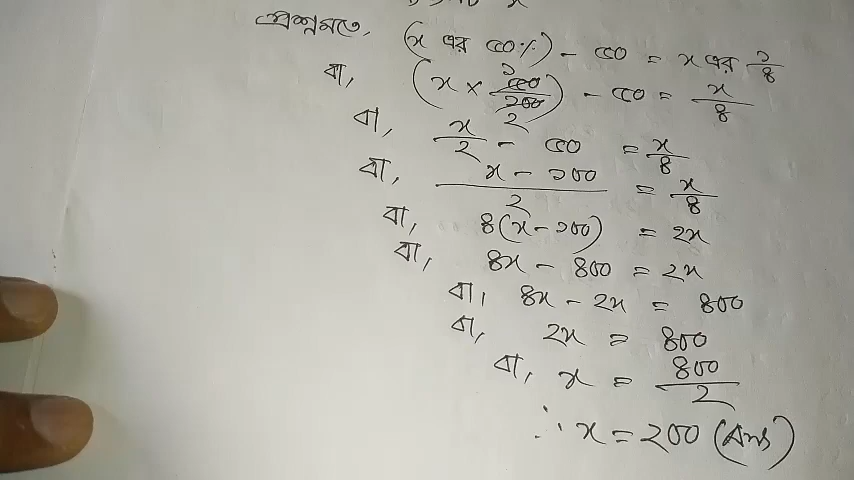 প্রশ্নমতে, (x এর ৫০%) - ৫০ = x এর ১/৪
বা, (x × ৫০/১০০) - ৫০ = x/৪
বা, x/২ - ৫০ = x/৪
বা, x - ১০০/২ = x/৪
বা, ৪(x - ১০০) = ২x
বা, ৪x - ৪০০ = ২x
বা, ৪x - ২x = ৪০০
বা, ২x = ৪০০
বা, x = ৪০০/২
∴ x = ২০০ (Ans)